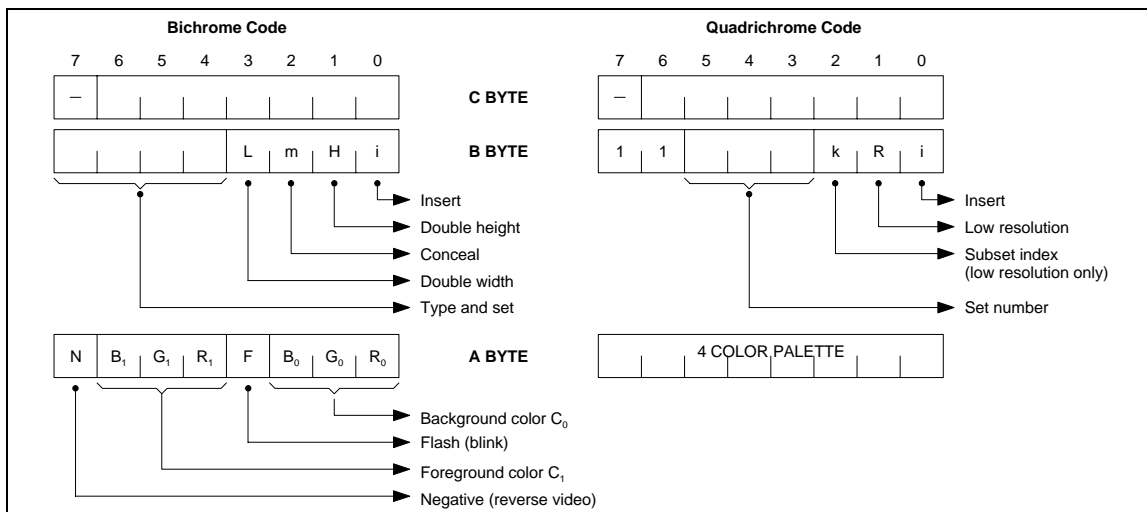 Bichrome Code
Quadrichrome Code
7 6 5 4 3 2 1 0
7 6 5 4 3 2 1 0
–
C BYTE
–
L m H i
B BYTE
1 1 k R i
Insert
Double height
Conceal
Double width
Type and set
Insert
Low resolution
Subset index
(low resolution only)
Set number
N B₁ G₁ R₁ F B₀ G₀ R₀
A BYTE
4 COLOR PALETTE
Background color C₀
Flash (blink)
Foreground color C₁
Negative (reverse video)